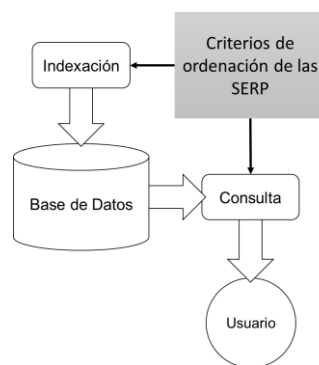 Criterios de
ordenación de las
SERP
Indexación
Base de Datos
Consulta
Usuario